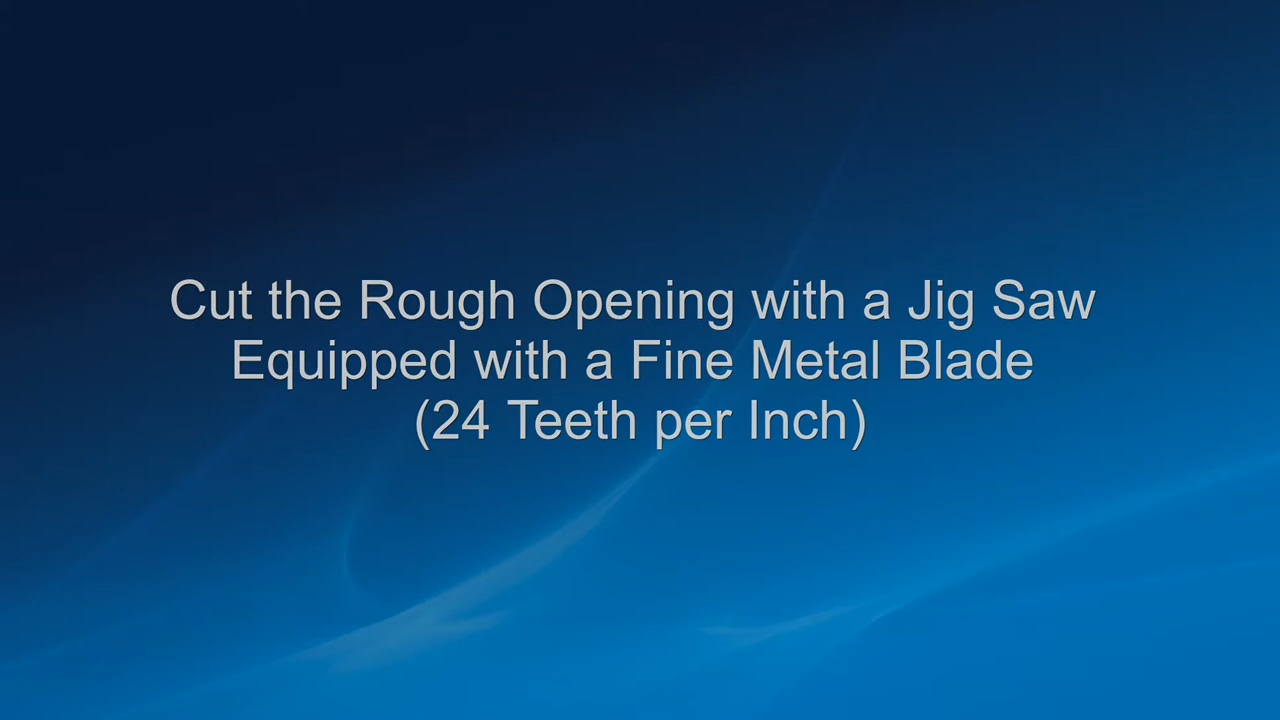 Cut the Rough Opening with a Jig Saw
Equipped with a Fine Metal Blade
(24 Teeth per Inch)